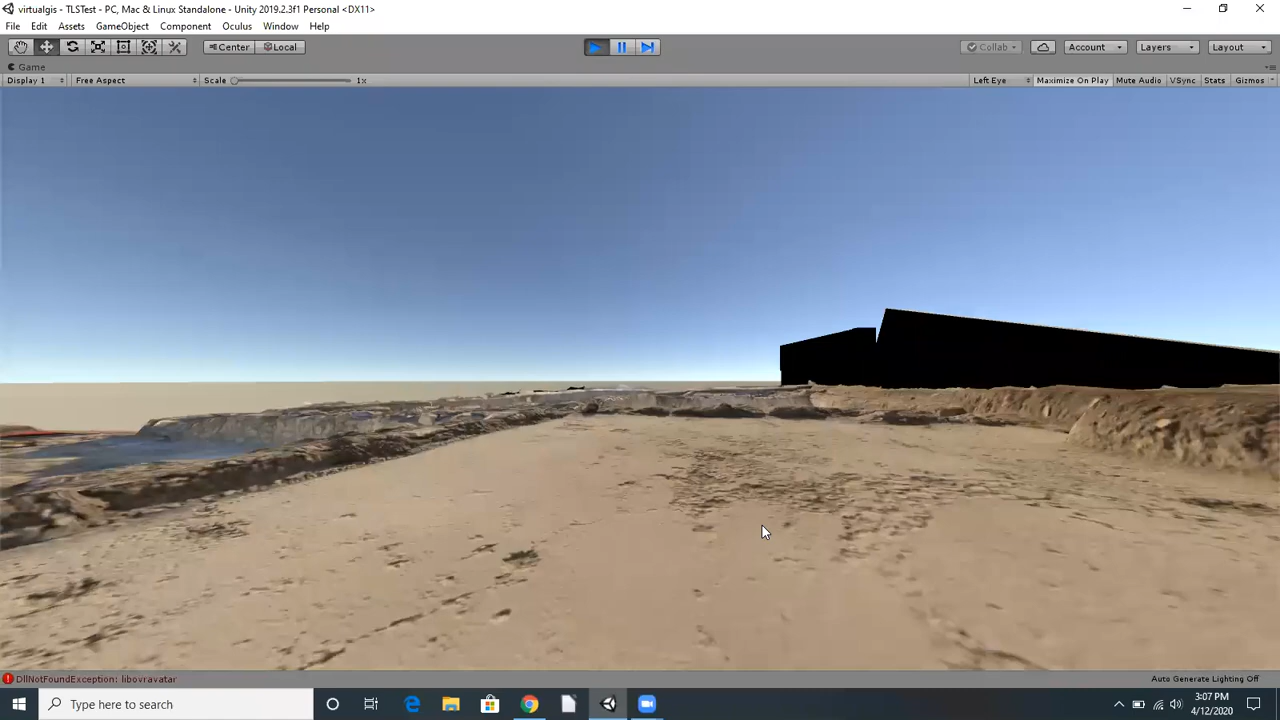 virtualgis - TLSTest - PC, Mac & Linux Standalone - Unity 2019.2.3f1 Personal <DX11>
File Edit Assets GameObject Component Oculus Window Help
Center Local Collab Account Layers Layout
Game
Display 1 Free Aspect Scale 1x Left Eye Maximize On Play Mute Audio VSync Stats Gizmos
DllNotFoundException: libovravatar Auto Generate Lighting Off
Type here to search 3:07 PM
4/12/2020